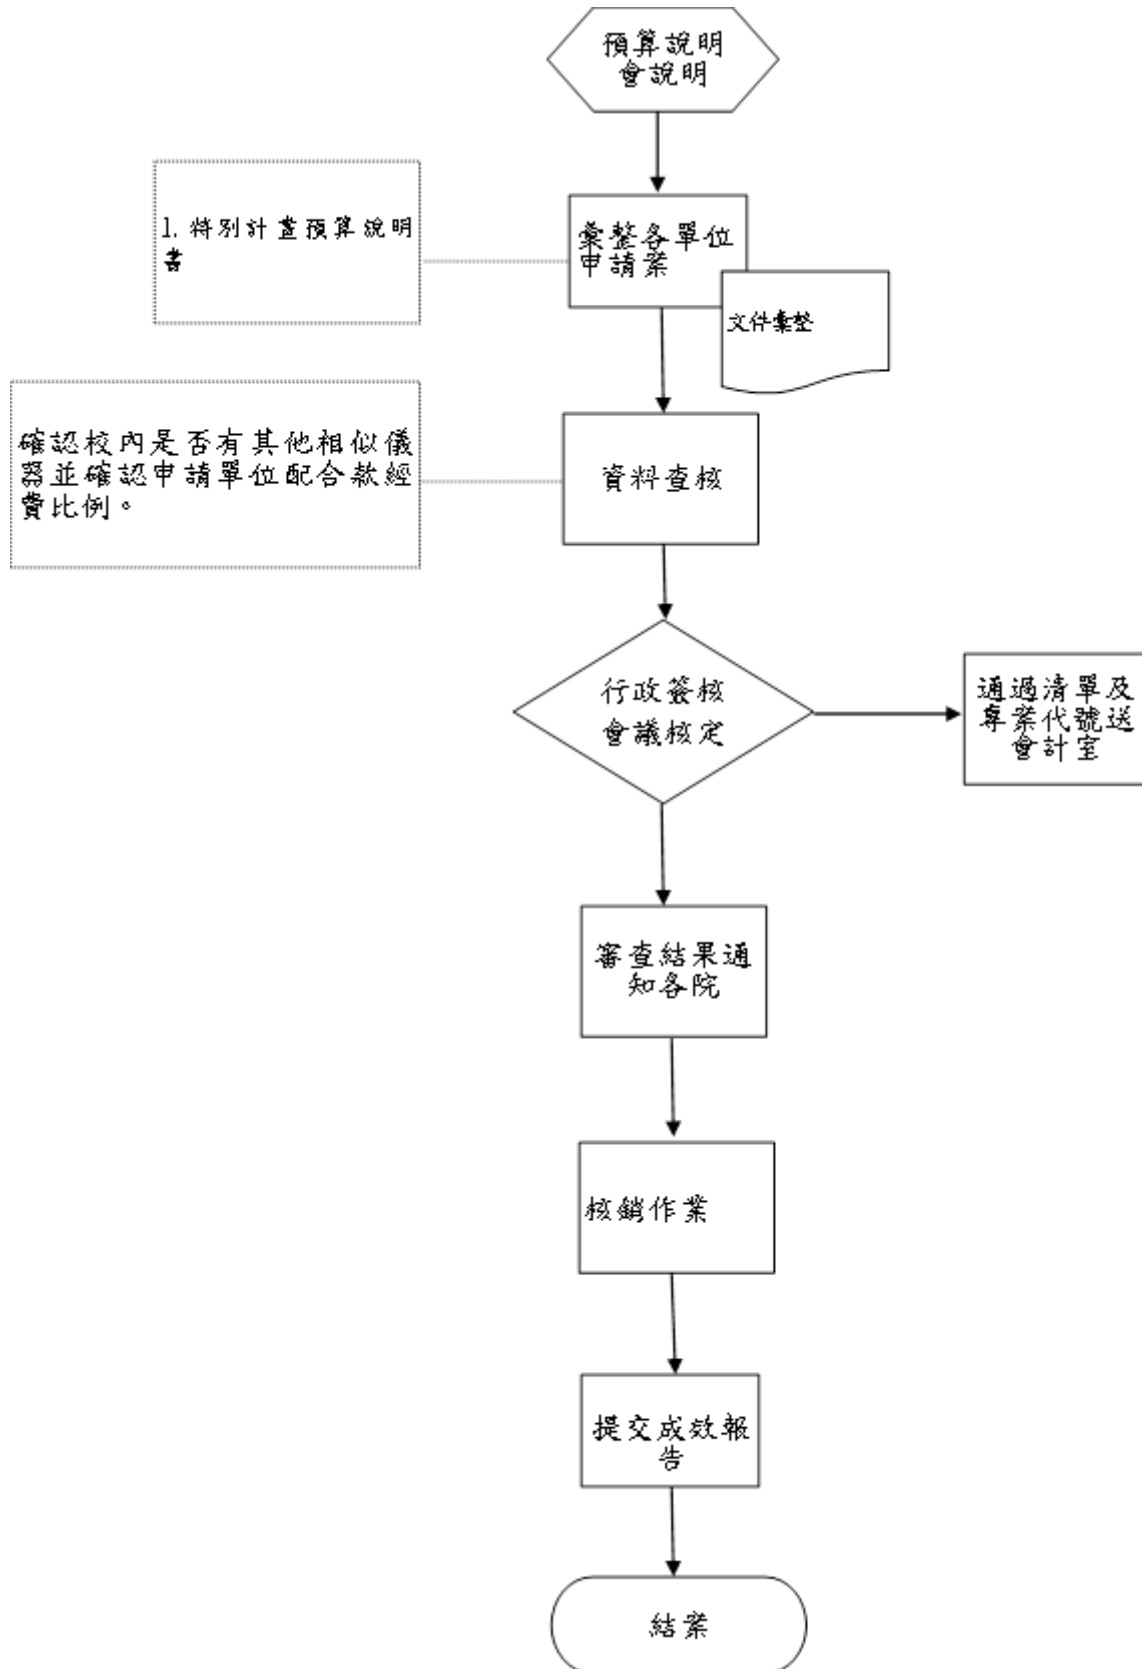 預算說明
會說明
1. 特別計畫預算說明
書
彙整各單位
申請案
文件彙整
確認校內是否有其他相似儀
器並確認申請單位配合款經
費比例。
資料查核
行政簽核
會議核定
通過清單及
專案代號送
會計室
審查結果通
知各院
核銷作業
提交成效報
告
結案